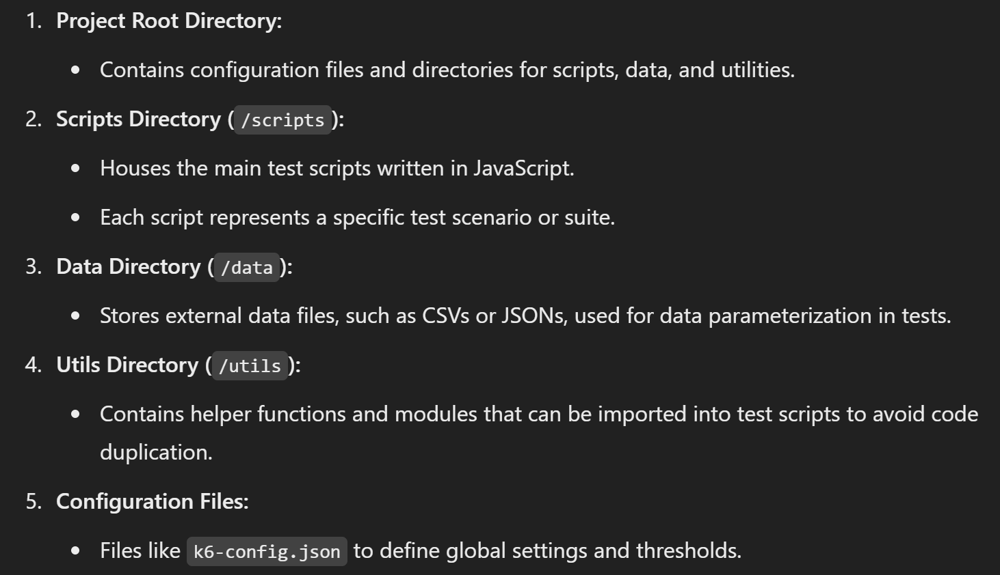 1. Project Root Directory:
• Contains configuration files and directories for scripts, data, and utilities.
2. Scripts Directory (/scripts):
• Houses the main test scripts written in JavaScript.
• Each script represents a specific test scenario or suite.
3. Data Directory (/data):
• Stores external data files, such as CSVs or JSONs, used for data parameterization in tests.
4. Utils Directory (/utils):
• Contains helper functions and modules that can be imported into test scripts to avoid code
duplication.
5. Configuration Files:
• Files like k6-config.json to define global settings and thresholds.